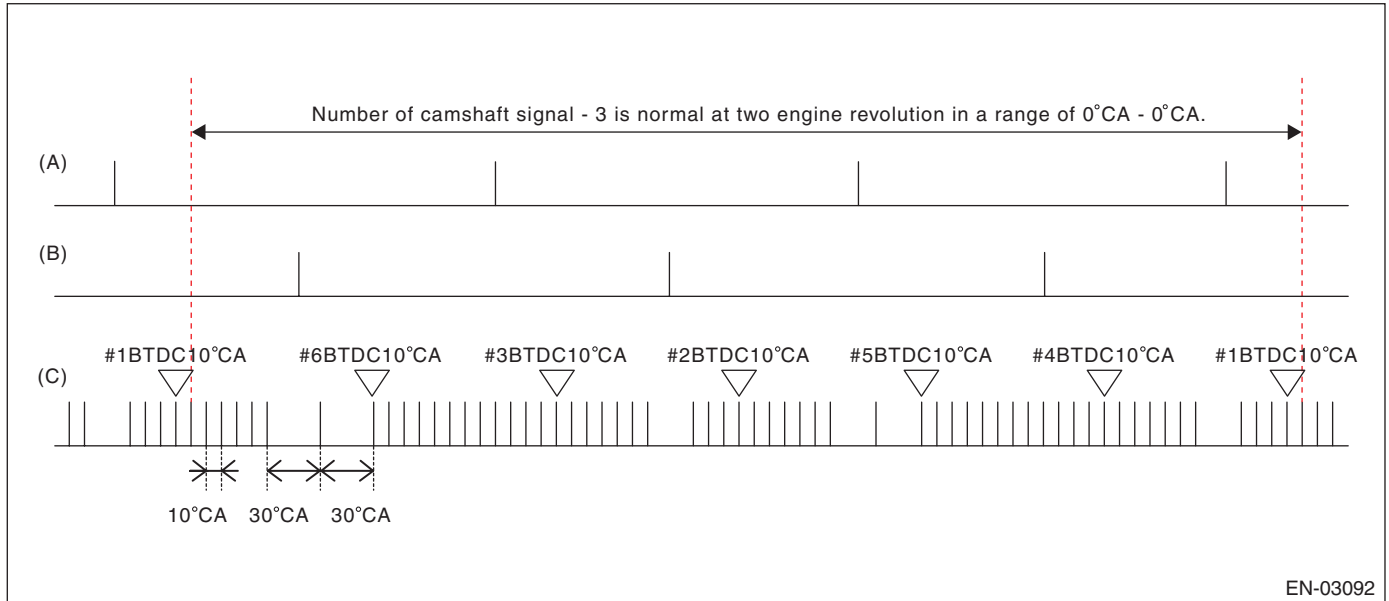 Number of camshaft signal - 3 is normal at two engine revolution in a range of 0°CA - 0°CA.
(A)
(B)
#1BTDC10°CA #6BTDC10°CA #3BTDC10°CA #2BTDC10°CA #5BTDC10°CA #4BTDC10°CA #1BTDC10°CA
(C)
10°CA 30°CA 30°CA
EN-03092